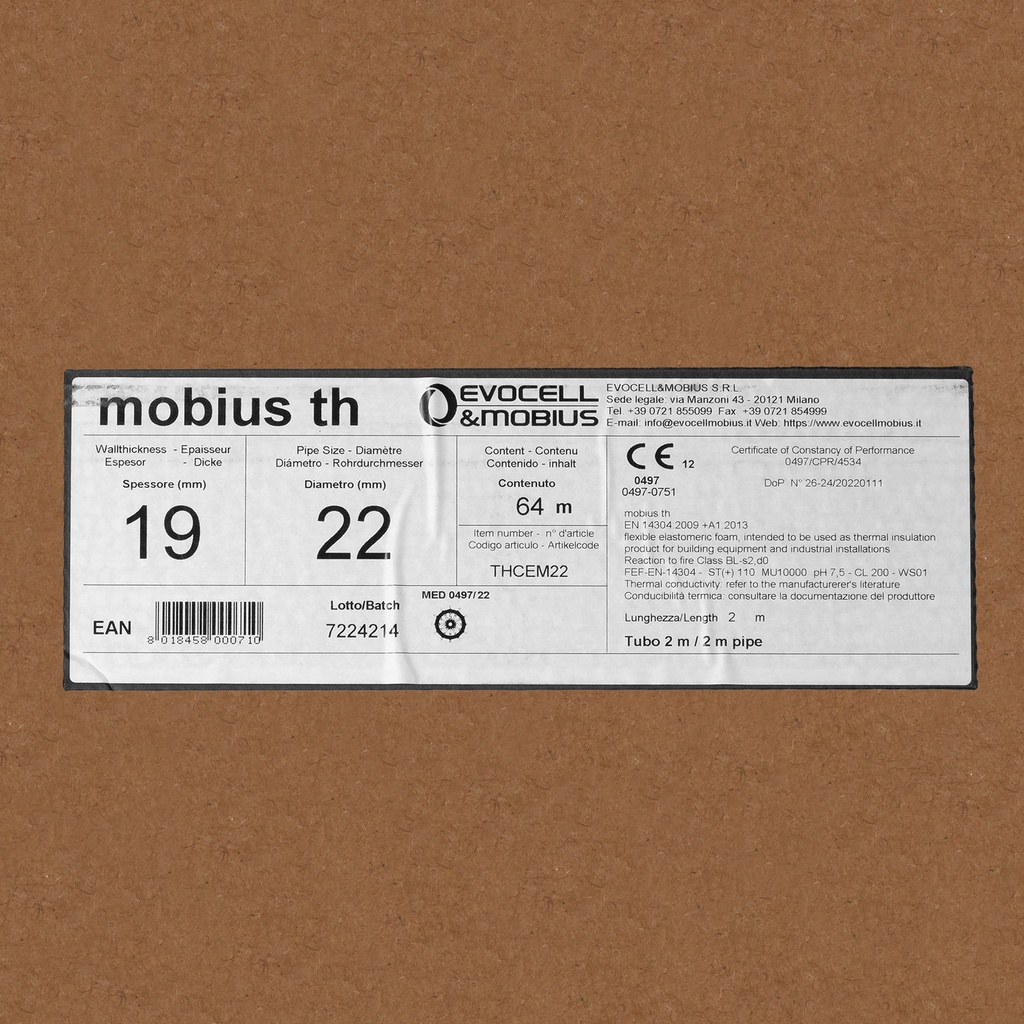 mobius th
EVOCELL
&MOBIUS
EVOCELL&MOBIUS S.R.L.
Sede legale: via Manzoni 43 - 20121 Milano
Tel. +39 0721 855099 Fax +39 0721 854999
E-mail: info@evocellmobius.it Web: https://www.evocellmobius.it
Wallthickness - Epaisseur
Espesor - Dicke
Spessore (mm)
19
Pipe Size - Diamètre
Diámetro - Rohrdurchmesser
Diametro (mm)
22
Content - Contenu
Contenido - inhalt
Contenuto
64 m
Item number - n° d'article
Codigo articulo - Artikelcode
THCEM22
CE 12
0497
0497-0751
Certificate of Constancy of Performance
0497/CPR/4534
DoP N° 26-24/20220111
mobius th
EN 14304:2009 +A1:2013
flexible elastomeric foam, intended to be used as thermal insulation
product for building equipment and industrial installations
Reaction to fire Class BL-s2,d0
FEF-EN-14304 - ST(+) 110 MU10000 pH 7,5 - CL 200 - WS01
Thermal conductivity: refer to the manufacturerer's literature
Conducibilità termica: consultare la documentazione del produttore
Lunghezza/Length 2 m
Tubo 2 m / 2 m pipe
EAN
8 018458 000710
Lotto/Batch
7224214
MED 0497/22